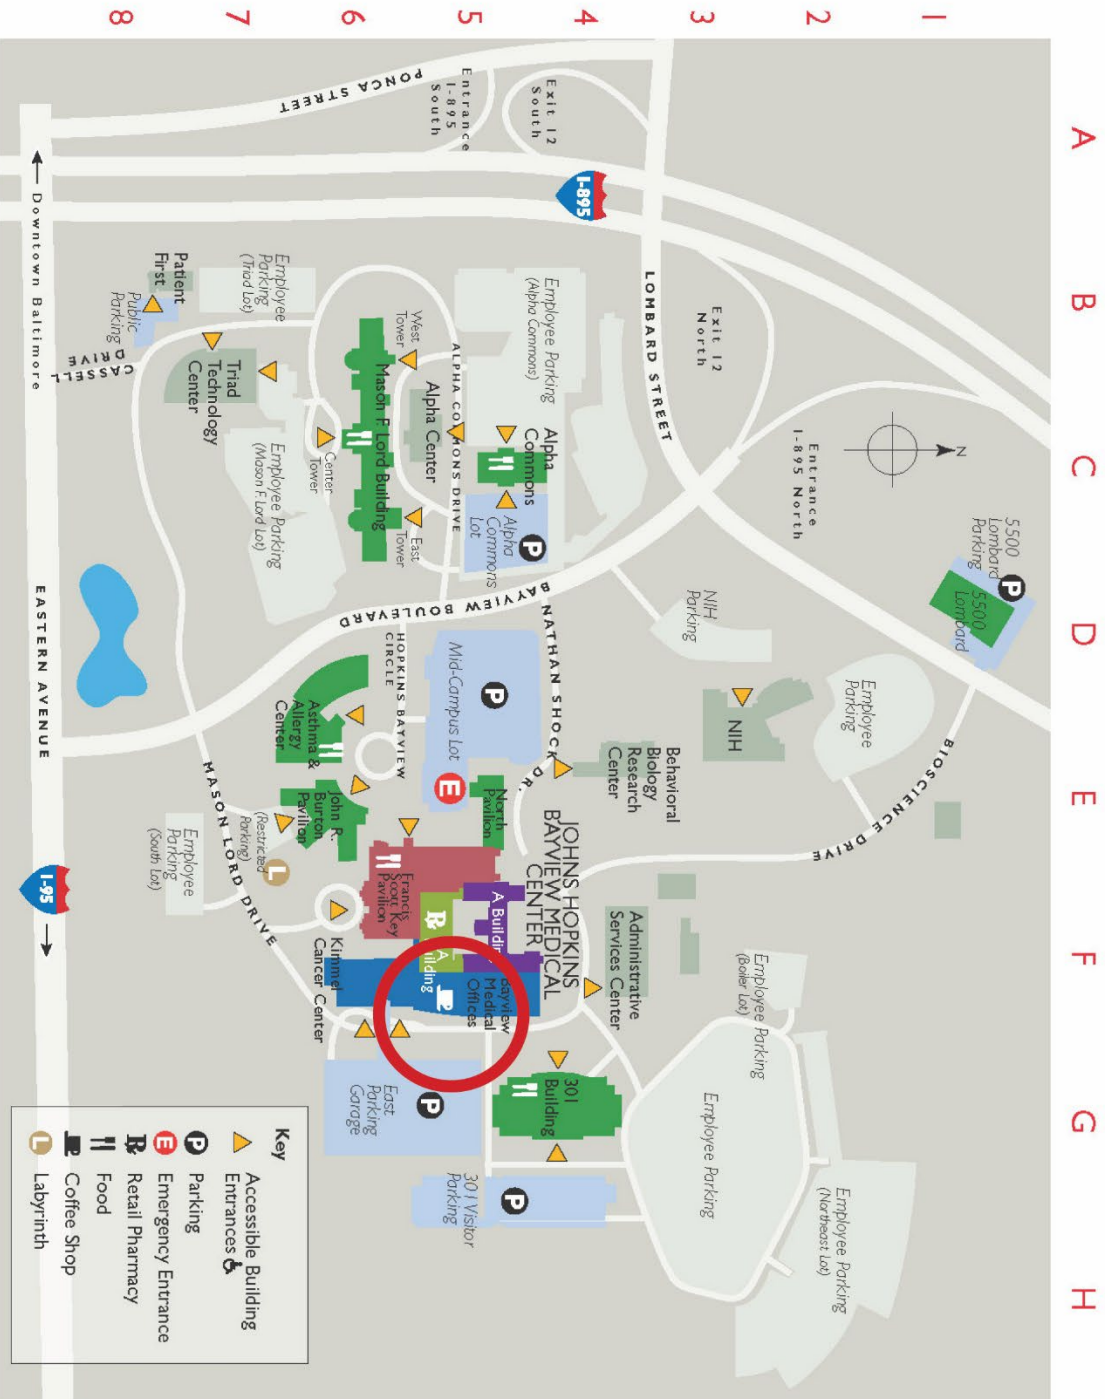 A
B
C
D
E
F
G
H
1
2
3
4
5
6
7
8
N
5500
Lombard
Parking
P
5500
Lombard
Entrance
I-895 North
Exit 12
North
Exit 12
South
Entrance
I-895
South
I-895
PONCA STREET
LOMBARD STREET
BIOSCIENCE DRIVE
Employee
Parking
NIH
Parking
NIH
Employee Parking
(Alpha Commons)
Alpha
Commons
Alpha
Commons
Lot
P
ALPHA COMMONS DRIVE
Alpha Center
West
Tower
East
Tower
Center
Tower
Mason F. Lord Building
Employee
Parking
(Triad Lot)
Employee Parking
(Mason F. Lord Lot)
Triad
Technology
Center
Patient
First
Public
Parking
CASSELL
DRIVE
BAYVIEW BOULEVARD
NATHAN SHOCK DR.
HOPKINS BAYVIEW
CIRCLE
Mid-Campus Lot
P
E
Behavioral
Biology
Research
Center
North
Pavilion
JOHNS HOPKINS
BAYVIEW MEDICAL
CENTER
Asthma &
Allergy
Center
John R.
Burton
Pavilion
(Restricted
Parking)
L
MASON LORD DRIVE
Employee
Parking
(South Lot)
Francis
Scott Key
Pavilion
A Building
Rx
AA
Building
Bayview
Medical
Offices
Kimmel
Cancer Center
Administrative
Services Center
Employee Parking
(Boiler Lot)
Employee Parking
Employee Parking
(Northeast Lot)
301
Building
East
Parking
Garage
P
301 Visitor
Parking
P
← Downtown Baltimore
EASTERN AVENUE
I-95 →
Key
Accessible Building
Entrances
P Parking
E Emergency Entrance
Rx Retail Pharmacy
Food
Coffee Shop
L Labyrinth